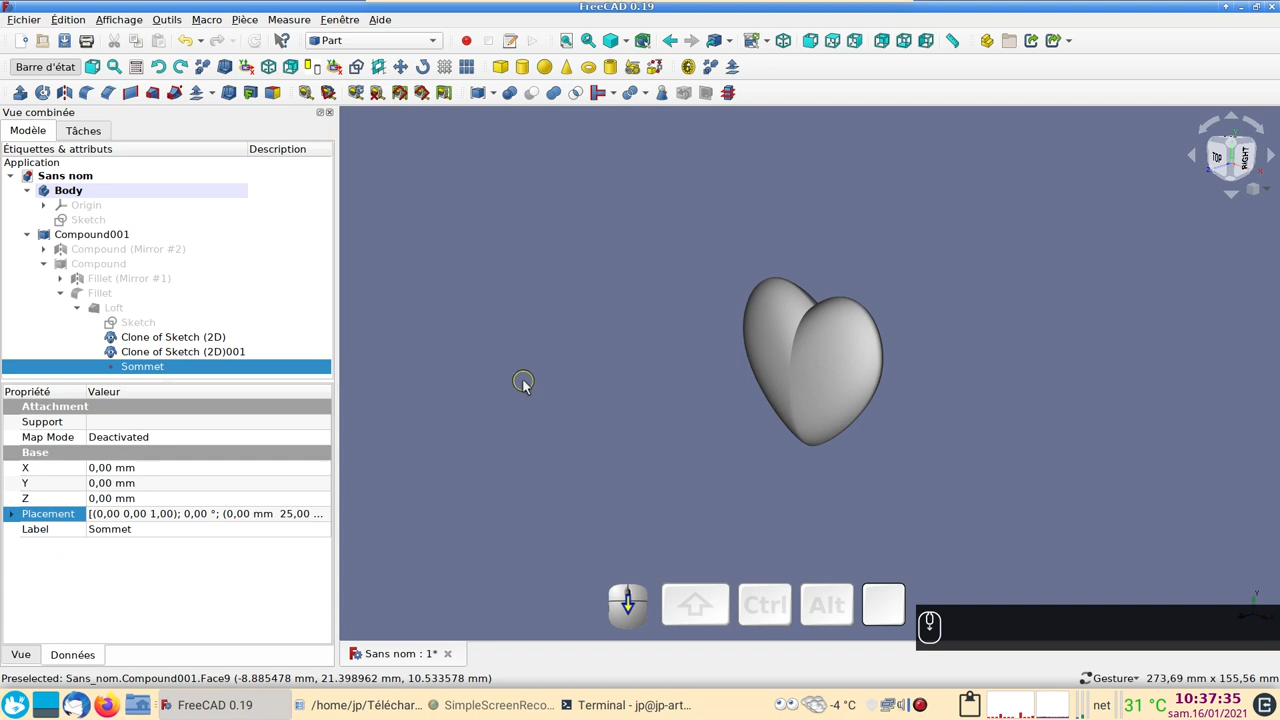 FreeCAD 0.19
Fichier Édition Affichage Outils Macro Pièce Mesure Fenêtre Aide
Part
Barre d'état
Vue combinée
Modèle Tâches
Étiquettes & attributs Description
Application
Sans nom
Body
Origin
Sketch
Compound001
Compound (Mirror #2)
Compound
Fillet (Mirror #1)
Fillet
Loft
Sketch
Clone of Sketch (2D)
Clone of Sketch (2D)001
Sommet
Propriété Valeur
Attachment
Support
Map Mode Deactivated
Base
X 0,00 mm
Y 0,00 mm
Z 0,00 mm
Placement [(0,00 0,00 1,00); 0,00 °; (0,00 mm 25,00 ...
Label Sommet
TOP RIGHT
Ctrl Alt
Vue Données
Sans nom : 1*
Preselected: Sans_nom.Compound001.Face9 (-8.885478 mm, 21.398962 mm, 10.533578 mm)
Gesture 273,69 mm x 155,56 mm
FreeCAD 0.19
/home/jp/Téléchar...
SimpleScreenReco...
Terminal - jp@jp-art...
-4 °C
net
31 °C
10:37:35
sam.16/01/2021